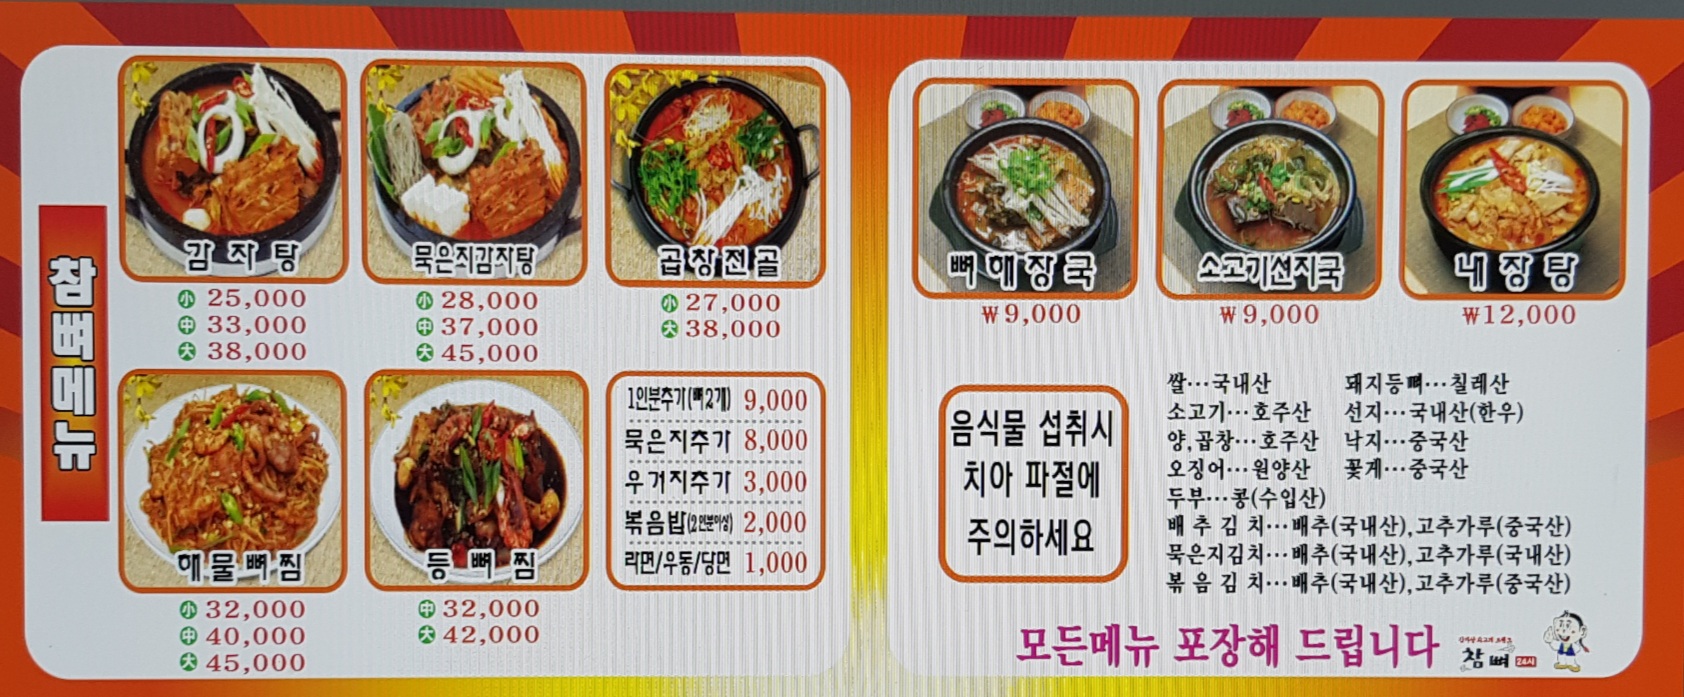 참뼈메뉴
감자탕
小 25,000
中 33,000
大 38,000
묵은지감자탕
小 28,000
中 37,000
大 45,000
곱창전골
小 27,000
大 38,000
해물뼈찜
小 32,000
中 40,000
大 45,000
등뼈찜
中 32,000
大 42,000
1인분추가(뼈2개) 9,000
묵은지추가 8,000
우거지추가 3,000
볶음밥(2인분이상) 2,000
라면/우동/당면 1,000
뼈해장국
₩9,000
소고기선지국
₩9,000
내장탕
₩12,000
음식물 섭취시
치아 파절에
주의하세요
쌀…국내산 돼지등뼈…칠레산
소고기…호주산 선지…국내산(한우)
양,곱창…호주산 낙지…중국산
오징어…원양산 꽃게…중국산
두부…콩(수입산)
배 추 김 치…배추(국내산),고추가루(중국산)
묵은지김치…배추(국내산),고추가루(국내산)
볶 음 김 치…배추(국내산),고추가루(중국산)
모든메뉴 포장해 드립니다
참뼈 24시